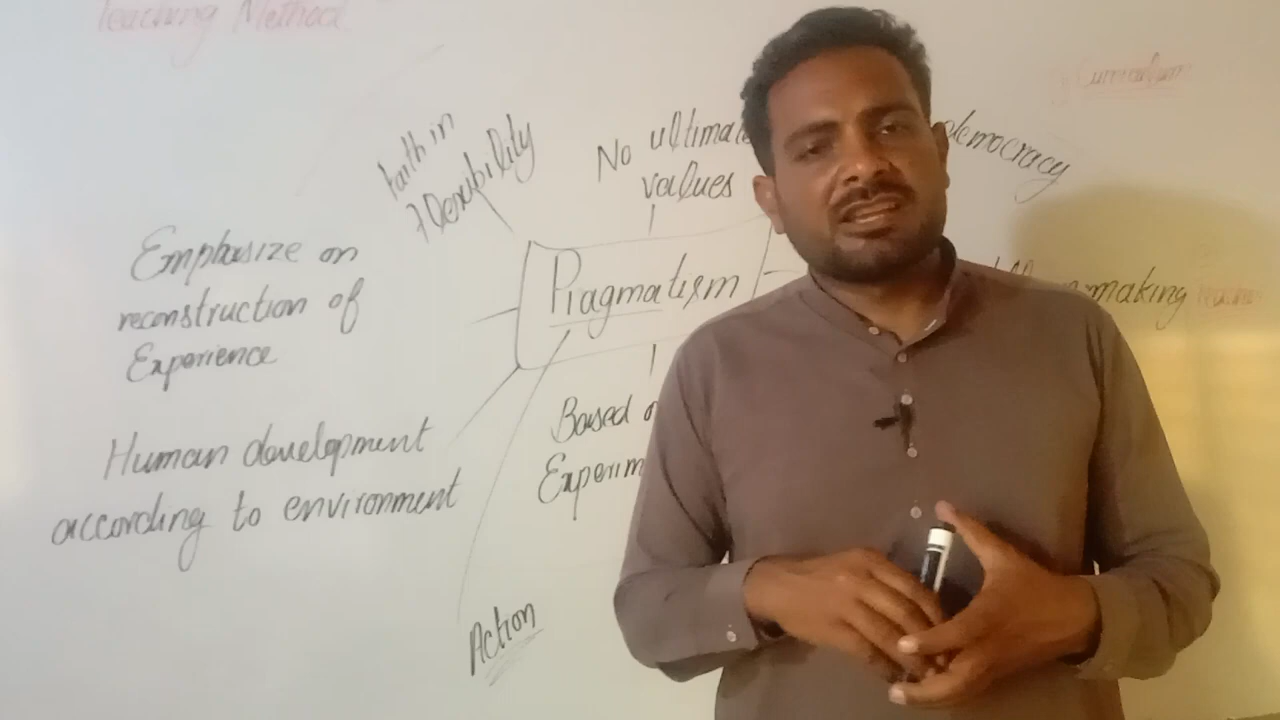 Teaching Method
Curriculum
Faith in
flexibility
No ultimate
values
democracy
Emphasize on
reconstruction of
Experience
Pragmatism
making
Human development
according to environment
Based
Action